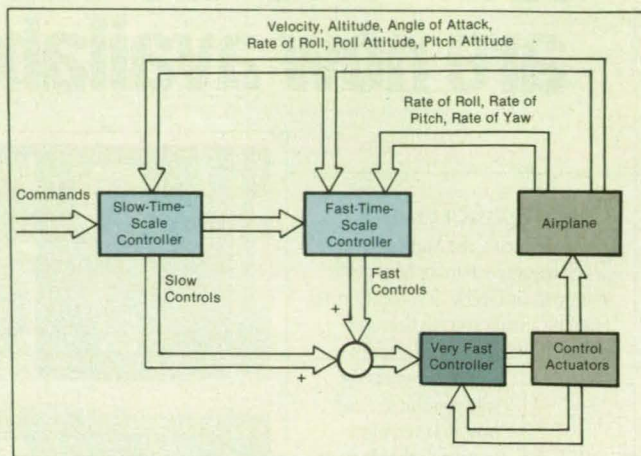 Velocity, Altitude, Angle of Attack,
Rate of Roll, Roll Attitude, Pitch Attitude
Rate of Roll, Rate of
Pitch, Rate of Yaw
Commands
Slow-Time-
Scale
Controller
Fast-Time-
Scale
Controller
Airplane
Slow
Controls
Fast
Controls
+
+
Very Fast
Controller
Control
Actuators